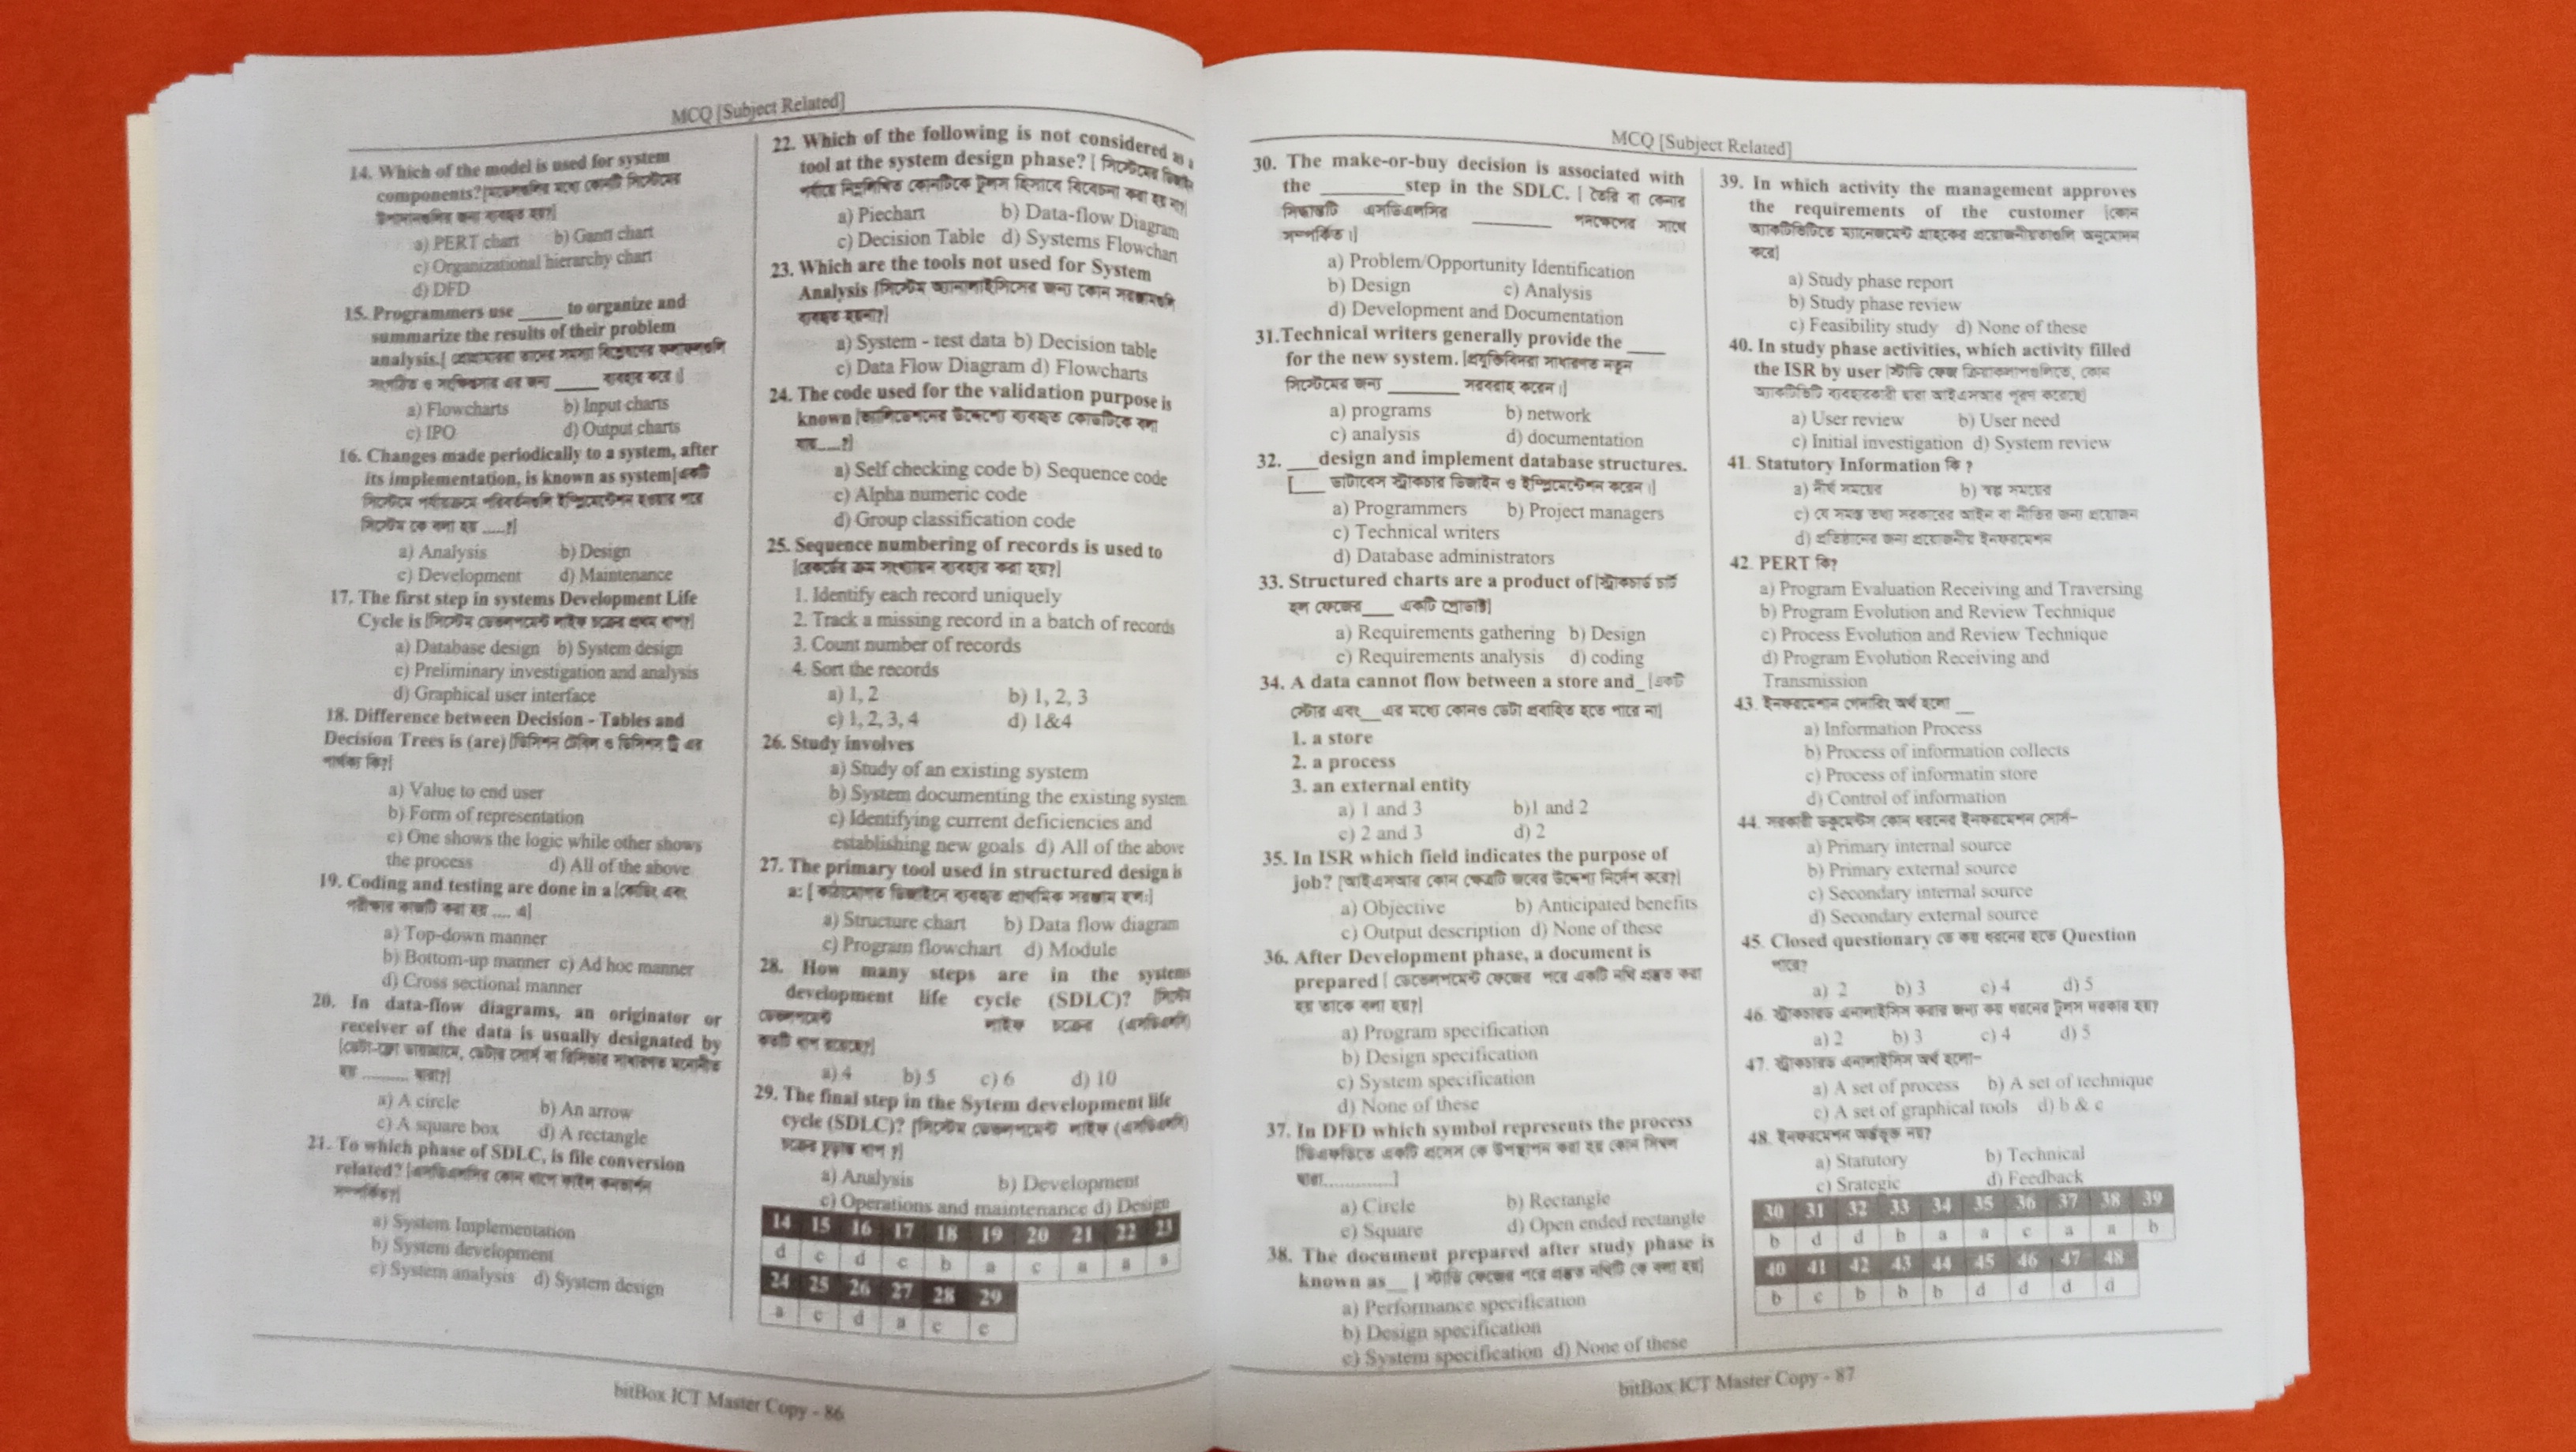 MCQ [Subject Related]
14. Which of the model is used for system
components?[মডেলগুলির মধ্যে কোনটি সিস্টেমের
উপাদানগুলির জন্য ব্যবহৃত হয়?]
a) PERT chart b) Gantt chart
c) Organizational hierarchy chart
d) DFD
15. Programmers use _____ to organize and
summarize the results of their problem
analysis.[ প্রোগ্রামাররা তাদের সমস্যা বিশ্লেষণের ফলাফলগুলি
সংগঠিত ও সংক্ষিপ্তসার এর জন্য _____ ব্যবহার করে ।]
a) Flowcharts b) Input charts
c) IPO d) Output charts
16. Changes made periodically to a system, after
its implementation, is known as system[একটি
সিস্টেমে পর্যায়ক্রমে পরিবর্তনগুলি ইম্প্লিমেন্টেশন হওয়ার পরে
সিস্টেম কে বলা হয় .....?]
a) Analysis b) Design
c) Development d) Maintenance
17. The first step in systems Development Life
Cycle is [সিস্টেম ডেভলপমেন্ট লাইফ চক্রের প্রথম ধাপ?]
a) Database design b) System design
c) Preliminary investigation and analysis
d) Graphical user interface
18. Difference between Decision - Tables and
Decision Trees is (are) [ডিসিশন টেবিল ও ডিসিশন ট্রি এর
পার্থক্য কি?]
a) Value to end user
b) Form of representation
c) One shows the logic while other shows
the process d) All of the above
19. Coding and testing are done in a [কোডিং এবং
পরীক্ষার কাজটি করা হয় .... এ]
a) Top-down manner
b) Bottom-up manner c) Ad hoc manner
d) Cross sectional manner
20. In data-flow diagrams, an originator or
receiver of the data is usually designated by
[ডেটা-ফ্লো ডায়াগ্রামে, ডেটার সোর্স বা রিসিভার সাধারণত মনোনীত
হয় .......... দ্বারা?]
a) A circle b) An arrow
c) A square box d) A rectangle
21. To which phase of SDLC, is file conversion
related? [এসডিএলসির কোন ধাপে ফাইল কনভার্শন
সম্পর্কিত?]
a) System Implementation
b) System development
c) System analysis d) System design
22. Which of the following is not considered as a
tool at the system design phase? [ সিস্টেমের ডিজাইন
পর্যায়ে নিম্নলিখিত কোনটিকে টুলস হিসাবে বিবেচনা করা হয় না?]
a) Piechart b) Data-flow Diagram
c) Decision Table d) Systems Flowchart
23. Which are the tools not used for System
Analysis [সিস্টেম অ্যানালাইসিসের জন্য কোন সরঞ্জামগুলি
ব্যবহৃত হয়না?]
a) System - test data b) Decision table
c) Data Flow Diagram d) Flowcharts
24. The code used for the validation purpose is
known [ভ্যালিডেশনের উদ্দেশ্যে ব্যবহৃত কোডটিকে বলা
হয়.....?]
a) Self checking code b) Sequence code
c) Alpha numeric code
d) Group classification code
25. Sequence numbering of records is used to
[রেকর্ডের ক্রম সংখ্যায়ন ব্যবহার করা হয়?]
1. Identify each record uniquely
2. Track a missing record in a batch of records
3. Count number of records
4. Sort the records
a) 1, 2 b) 1, 2, 3
c) 1, 2, 3, 4 d) 1&4
26. Study involves
a) Study of an existing system
b) System documenting the existing system
c) Identifying current deficiencies and
establishing new goals d) All of the above
27. The primary tool used in structured design is
a: [ কাঠামোগত ডিজাইনে ব্যবহৃত প্রাথমিক সরঞ্জাম হল:]
a) Structure chart b) Data flow diagram
c) Program flowchart d) Module
28. How many steps are in the systems
development life cycle (SDLC)? [সিস্টেম
ডেভলপমেন্ট লাইফ চক্রের (এসডিএলসি)
কতটি ধাপ রয়েছে?]
a) 4 b) 5 c) 6 d) 10
29. The final step in the Sytem development life
cycle (SDLC)? [সিস্টেম ডেভলপমেন্ট লাইফ (এসডিএলসি)
চক্রের চূড়ান্ত ধাপ ?]
a) Analysis b) Development
c) Operations and maintenance d) Design
14 15 16 17 18 19 20 21 22 23
d c d c b a c a a a
24 25 26 27 28 29
a c d a c c
bitBox ICT Master Copy - 86
MCQ [Subject Related]
30. The make-or-buy decision is associated with
the ________step in the SDLC. [ তৈরি বা কেনার
সিদ্ধান্তটি এসডিএলসির ________ পদক্ষেপের সাথে
সম্পর্কিত।]
a) Problem/Opportunity Identification
b) Design c) Analysis
d) Development and Documentation
31.Technical writers generally provide the ____
for the new system. [প্রযুক্তিবিদরা সাধারণত নতুন
সিস্টেমের জন্য _______ সরবরাহ করেন।]
a) programs b) network
c) analysis d) documentation
32. ___design and implement database structures.
[___ ডাটাবেস স্ট্রাকচার ডিজাইন ও ইম্প্লিমেন্টেশন করেন।]
a) Programmers b) Project managers
c) Technical writers
d) Database administrators
33. Structured charts are a product of [স্ট্রাকচার্ড চার্ট
হল ফেজের___ একটি প্রোডাক্ট]
a) Requirements gathering b) Design
c) Requirements analysis d) coding
34. A data cannot flow between a store and_ [একটি
স্টোর এবং__এর মধ্যে কোনও ডেটা প্রবাহিত হতে পারে না]
1. a store
2. a process
3. an external entity
a) 1 and 3 b)1 and 2
c) 2 and 3 d) 2
35. In ISR which field indicates the purpose of
job? [আইএসআর কোন ক্ষেত্রটি জবের উদ্দেশ্য নির্দেশ করে?]
a) Objective b) Anticipated benefits
c) Output description d) None of these
36. After Development phase, a document is
prepared [ ডেভেলপমেন্ট ফেজের পরে একটি নথি প্রস্তুত করা
হয় তাকে বলা হয়?]
a) Program specification
b) Design specification
c) System specification
d) None of these
37. In DFD which symbol represents the process
[ডিএফডিতে একটি প্রসেস কে উপস্থাপন করা হয় কোন সিম্বল
দ্বারা..............]
a) Circle b) Rectangle
c) Square d) Open ended rectangle
38. The document prepared after study phase is
known as__ [ স্টাডি ফেজের পরে প্রস্তুত নথিটি কে বলা হয়]
a) Performance specification
b) Design specification
c) System specification d) None of these
39. In which activity the management approves
the requirements of the customer [কোন
অ্যাকটিভিটিতে ম্যানেজমেন্ট গ্রাহকের প্রয়োজনীয়তাগুলি অনুমোদন
করে]
a) Study phase report
b) Study phase review
c) Feasibility study d) None of these
40. In study phase activities, which activity filled
the ISR by user [স্টাডি ফেজ ক্রিয়াকলাপগুলিতে, কোন
অ্যাকটিভিটি ব্যবহারকারী দ্বারা আইএসআর পূরণ করেছে]
a) User review b) User need
c) Initial investigation d) System review
41. Statutory Information কি ?
a) দীর্ঘ সময়ের b) স্বল্প সময়ের
c) যে সমস্ত তথ্য সরকারের আইন বা নীতির জন্য প্রয়োজন
d) প্রতিষ্ঠানের জন্য প্রয়োজনীয় ইনফরমেশন
42. PERT কি?
a) Program Evaluation Receiving and Traversing
b) Program Evolution and Review Technique
c) Process Evolution and Review Technique
d) Program Evolution Receiving and
Transmission
43. ইনফরমেশান গেদারিং অর্থ হলো __
a) Information Process
b) Process of information collects
c) Process of informatin store
d) Control of information
44. সরকারী ডকুমেন্টস কোন ধরনের ইনফরমেশন সোর্স-
a) Primary internal source
b) Primary external source
c) Secondary internal source
d) Secondary external source
45. Closed questionary তে কয় ধরনের হতে Question
পারে?
a) 2 b) 3 c) 4 d) 5
46. স্ট্রাকচারড এনালাইসিস করার জন্য কয় ধরনের টুলস দরকার হয়?
a) 2 b) 3 c) 4 d) 5
47. স্ট্রাকচারড এনালাইসিস অর্থ হলো-
a) A set of process b) A set of technique
c) A set of graphical tools d) b & c
48. ইনফরমেশন অর্ন্তভূক্ত নয়?
a) Statutory b) Technical
c) Srategic d) Feedback
30 31 32 33 34 35 36 37 38 39
b d d b a a c a a b
40 41 42 43 44 45 46 47 48
b c b b b d d d d
bitBox ICT Master Copy - 87